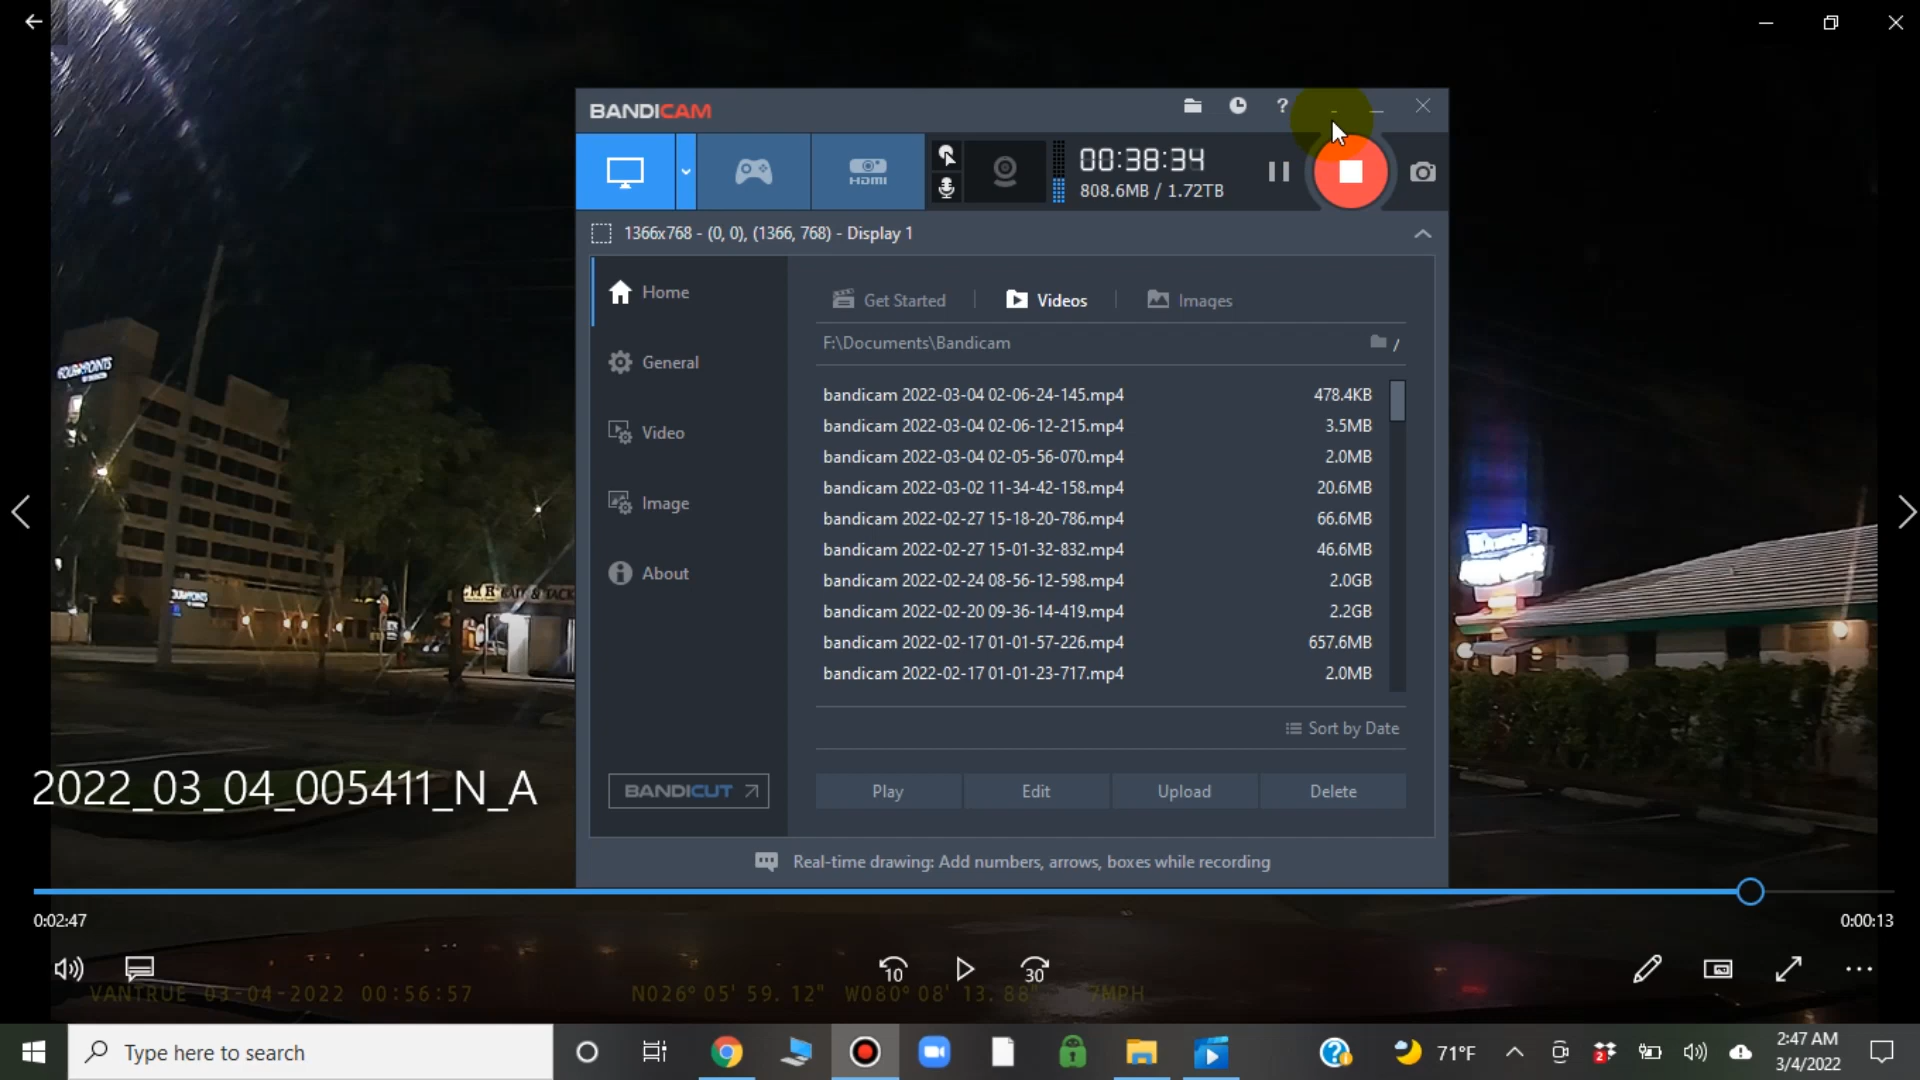 BANDICAM
HDMI
00:38:34
808.6MB / 1.72TB
1366x768 - (0, 0), (1366, 768) - Display 1
Home
General
Video
Image
About
Get Started
Videos
Images
F:\Documents\Bandicam
/
bandicam 2022-03-04 02-06-24-145.mp4 478.4KB
bandicam 2022-03-04 02-06-12-215.mp4 3.5MB
bandicam 2022-03-04 02-05-56-070.mp4 2.0MB
bandicam 2022-03-02 11-34-42-158.mp4 20.6MB
bandicam 2022-02-27 15-18-20-786.mp4 66.6MB
bandicam 2022-02-27 15-01-32-832.mp4 46.6MB
bandicam 2022-02-24 08-56-12-598.mp4 2.0GB
bandicam 2022-02-20 09-36-14-419.mp4 2.2GB
bandicam 2022-02-17 01-01-57-226.mp4 657.6MB
bandicam 2022-02-17 01-01-23-717.mp4 2.0MB
Sort by Date
BANDICUT
Play
Edit
Upload
Delete
Real-time drawing: Add numbers, arrows, boxes while recording
FOUR POINTS
BAIT & TACK
2022_03_04_005411_N_A
0:02:47
0:00:13
10
30
VANTRUE 03-04-2022 00:56:57 N026° 05' 59.12" W080° 08' 13.88" 7MPH
Type here to search
2
71°F
2:47 AM
3/4/2022